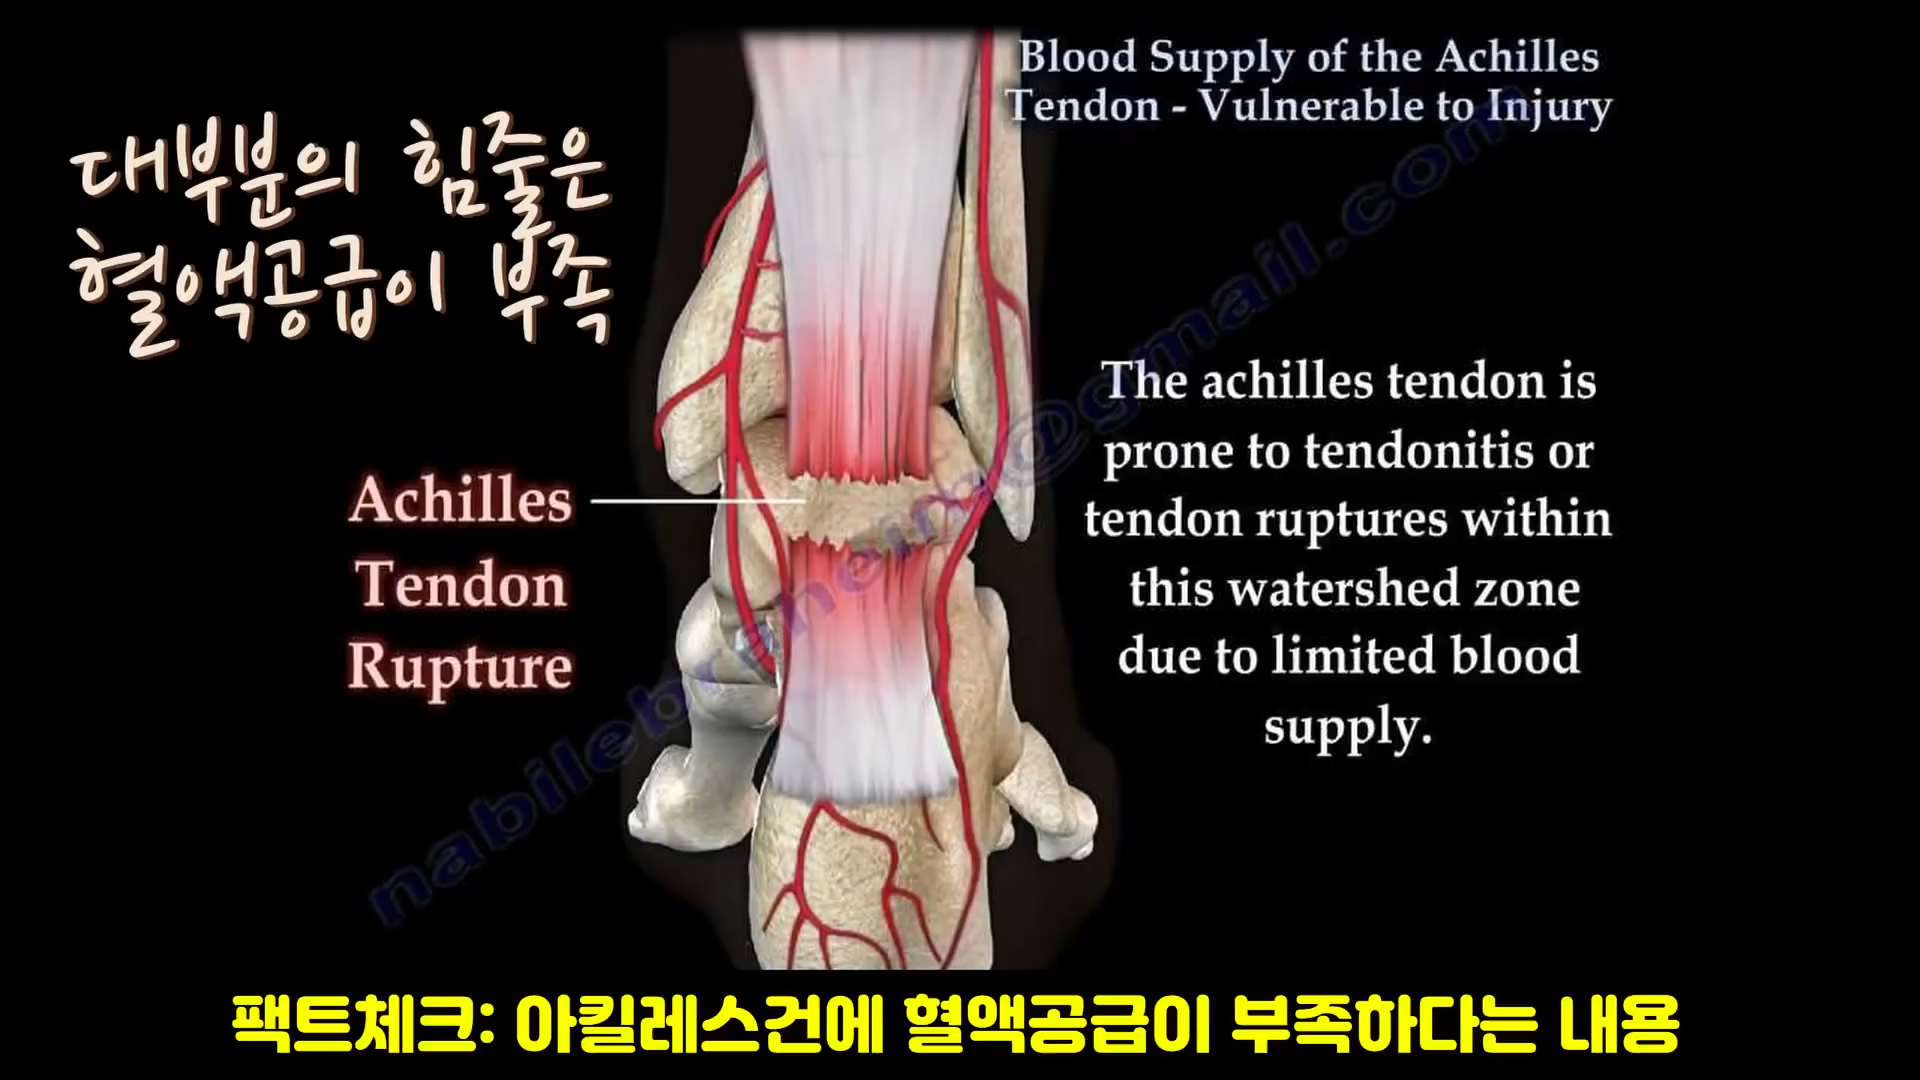 Blood Supply of the Achilles
Tendon - Vulnerable to Injury
대부분의 힘줄은
혈액공급이 부족
The achilles tendon is
prone to tendonitis or
tendon ruptures within
this watershed zone
due to limited blood
supply.
Achilles
Tendon
Rupture
팩트체크: 아킬레스건에 혈액공급이 부족하다는 내용